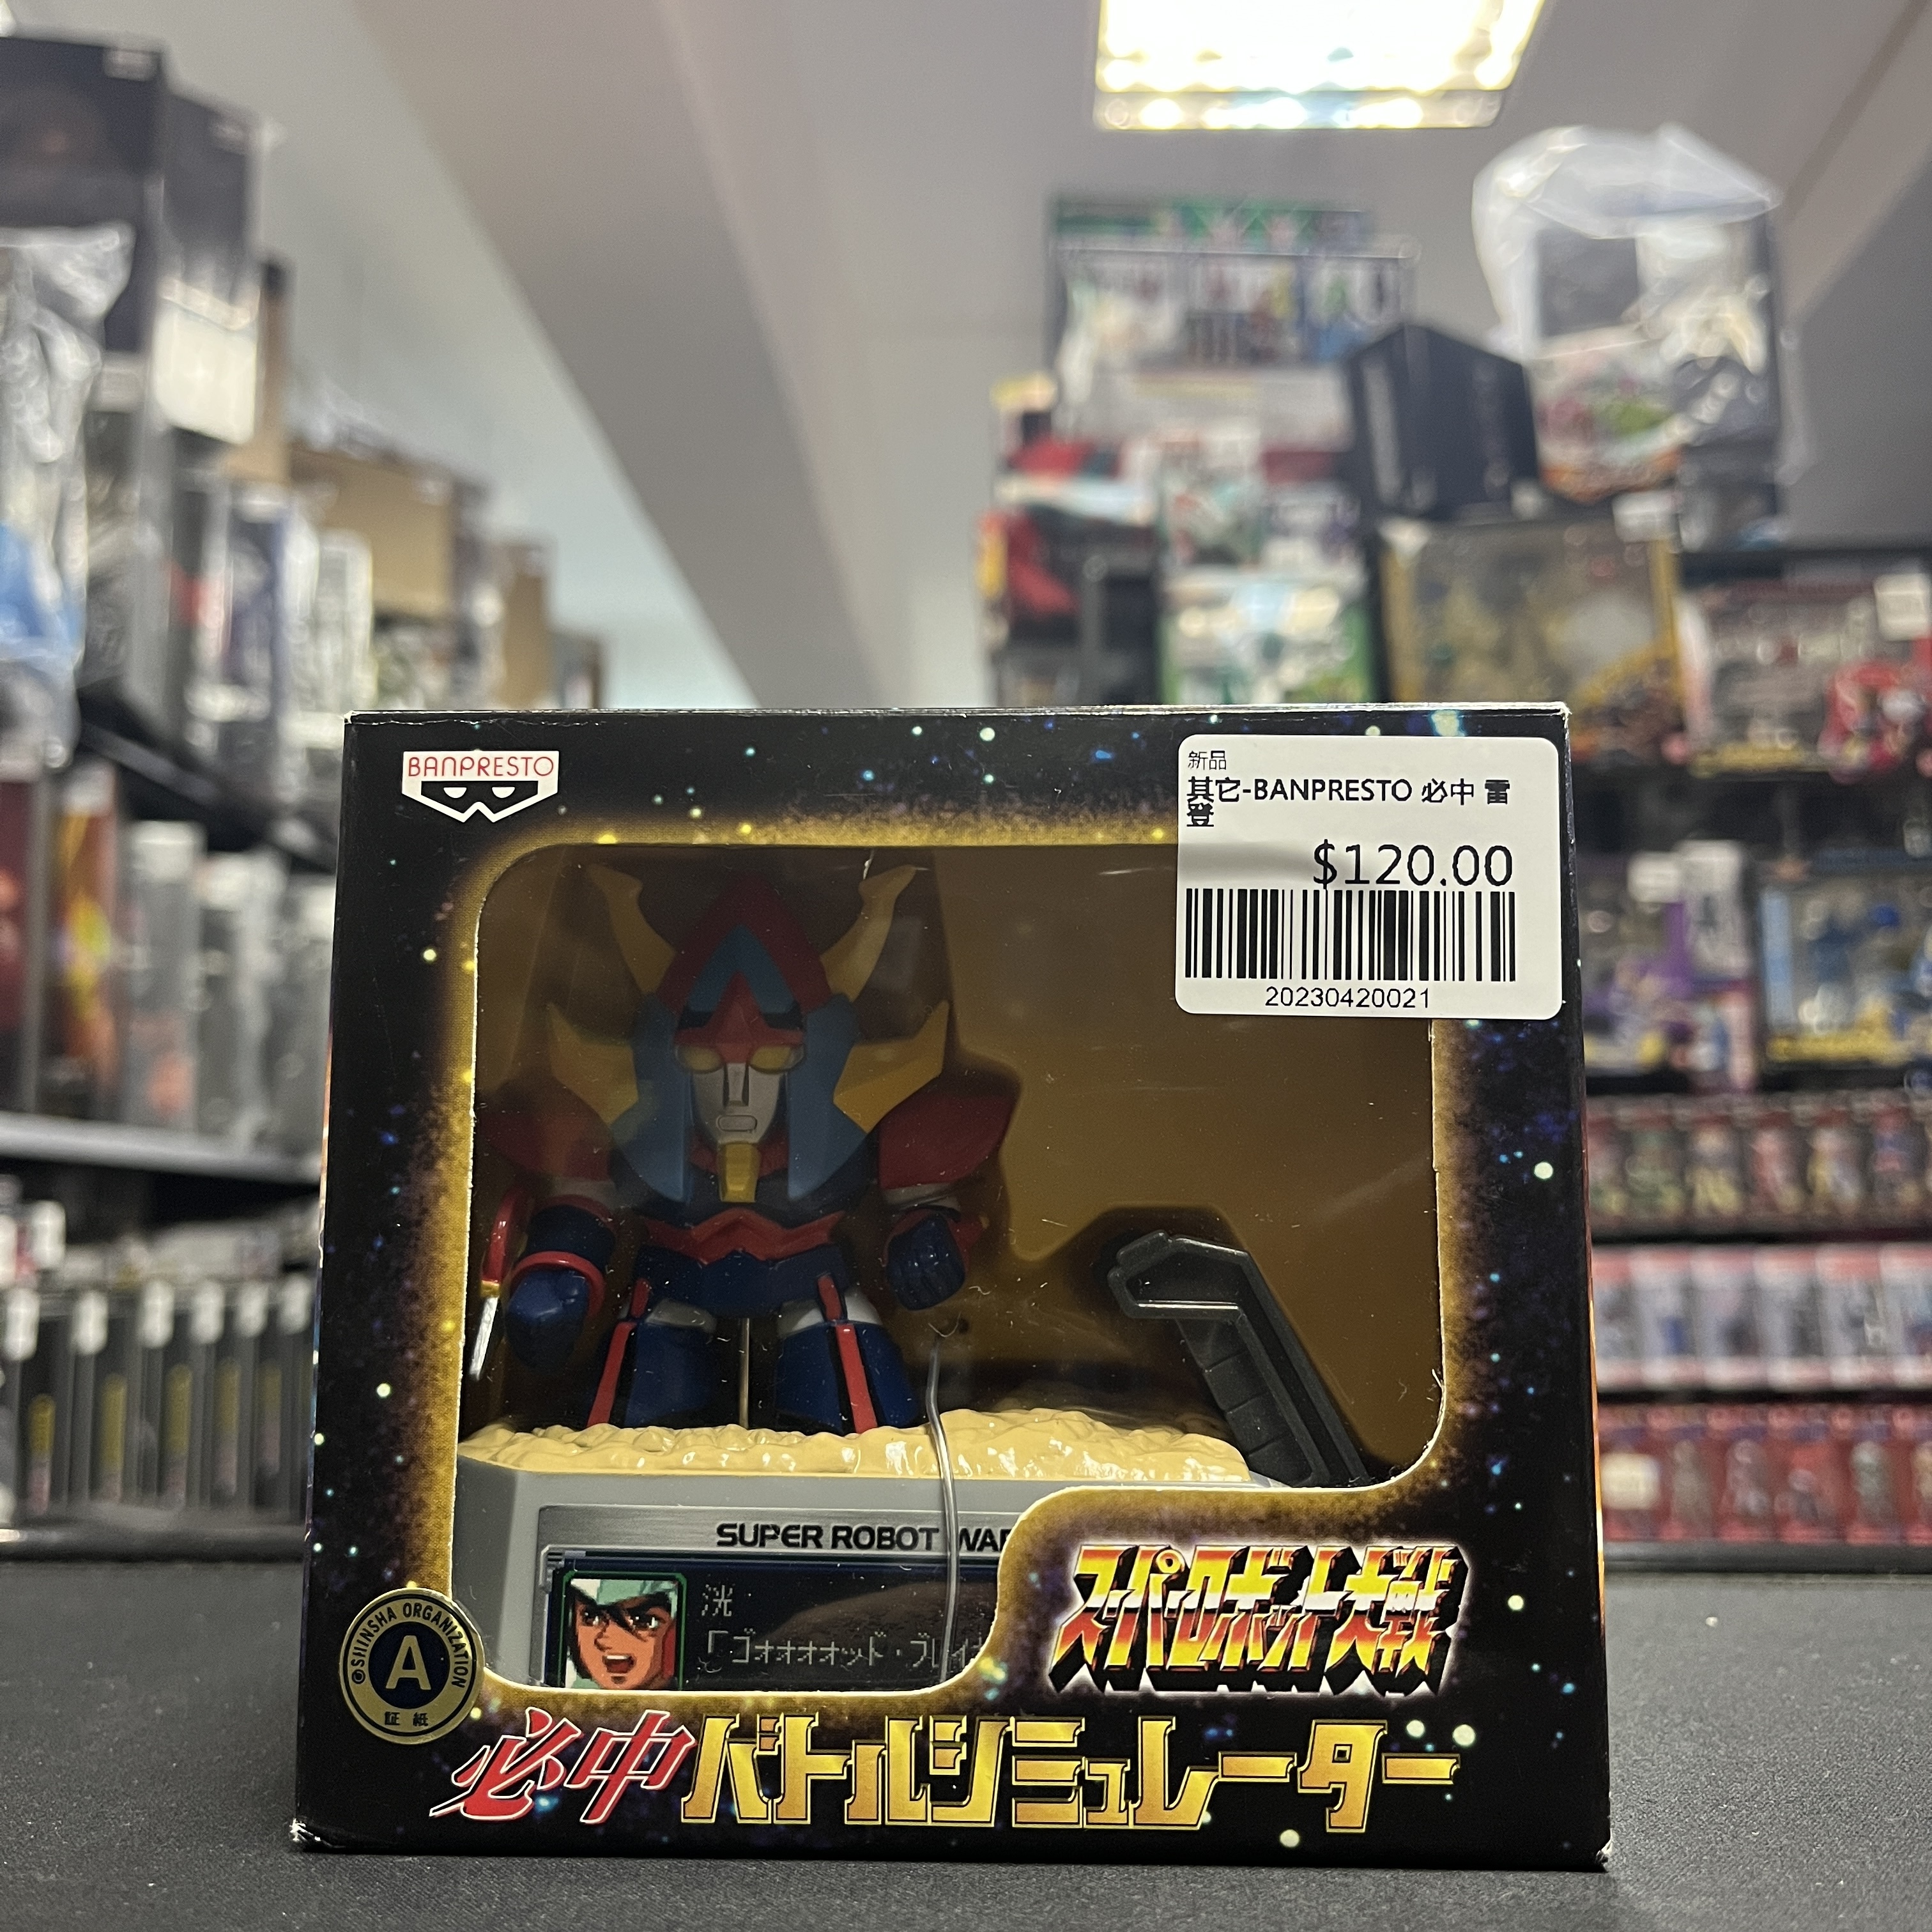 BANPRESTO
新品
其它-BANPRESTO 必中 雷
登
$120.00
20230420021
SUPER ROBOT WAR
洸
「ゴォォォォッド・ブレイ
スーパーロボット大戦
©SHINSHA ORGANIZATION
A
証紙
必中バトルシミュレーター